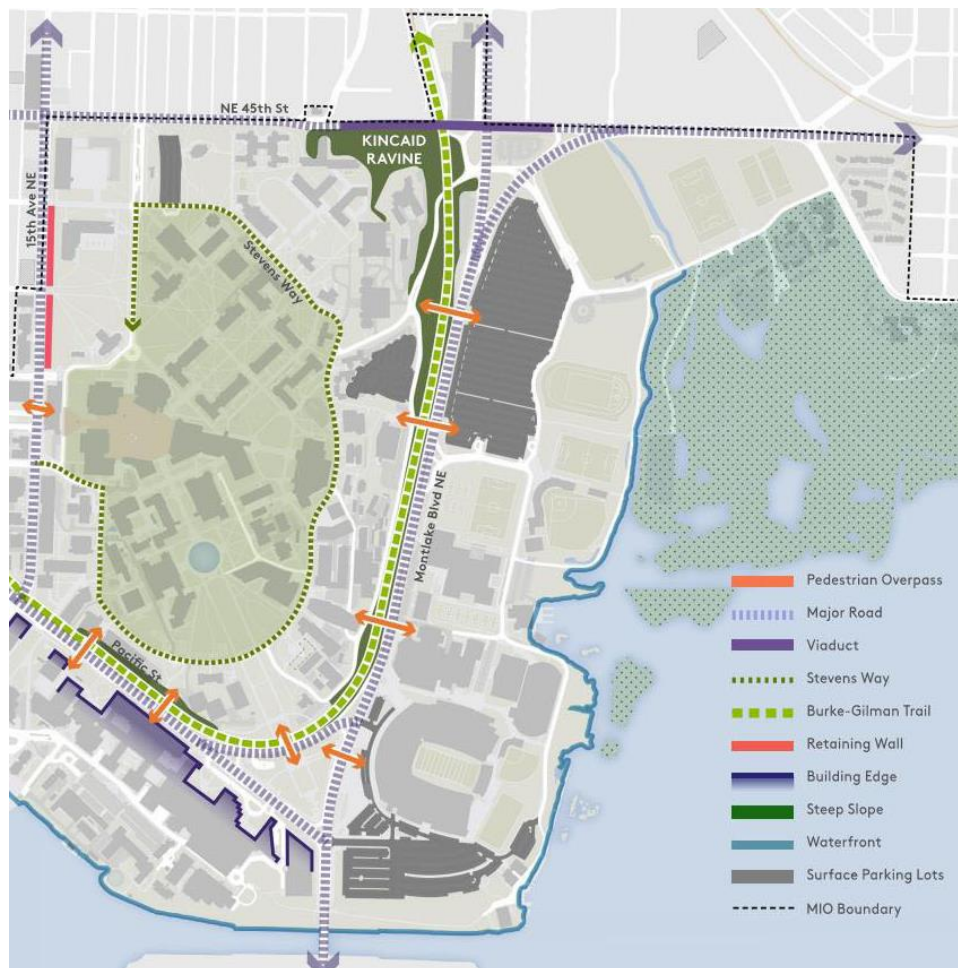 NE 45th St
KINCAID
RAVINE
15th Ave NE
Stevens Way
Montlake Blvd NE
Pacific St
Pedestrian Overpass
Major Road
Viaduct
Stevens Way
Burke-Gilman Trail
Retaining Wall
Building Edge
Steep Slope
Waterfront
Surface Parking Lots
MIO Boundary